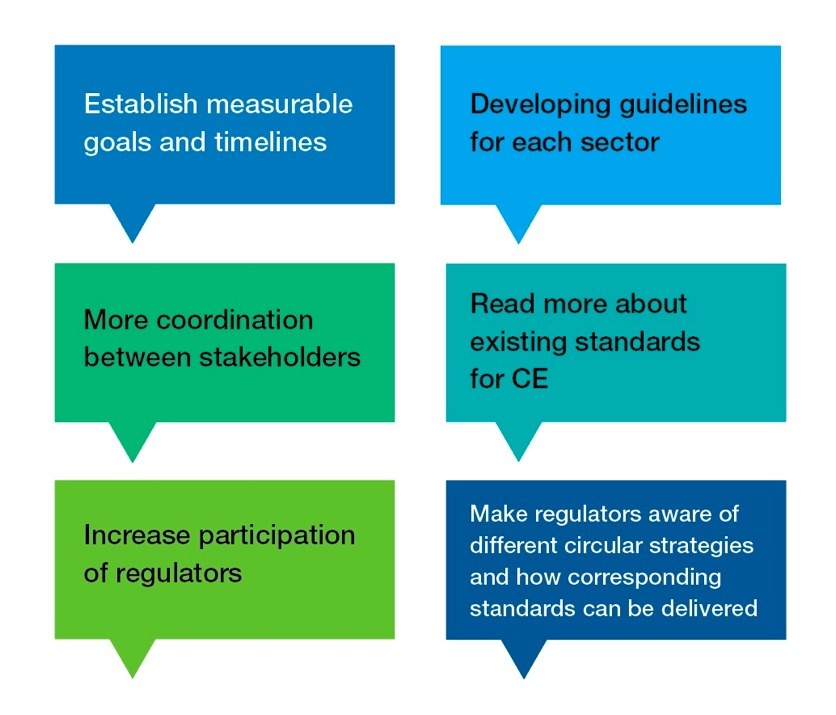 Establish measurable
goals and timelines
Developing guidelines
for each sector
More coordination
between stakeholders
Read more about
existing standards
for CE
Increase participation
of regulators
Make regulators aware of
different circular strategies
and how corresponding
standards can be delivered